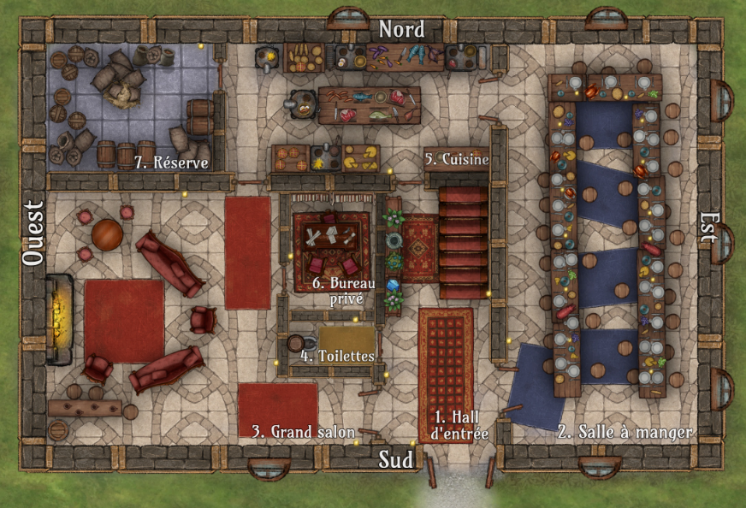 Nord
7. Réserve
5. Cuisine
Ouest
Est
6. Bureau
privé
4. Toilettes
3. Grand salon
1. Hall
d'entrée
2. Salle à manger
Sud